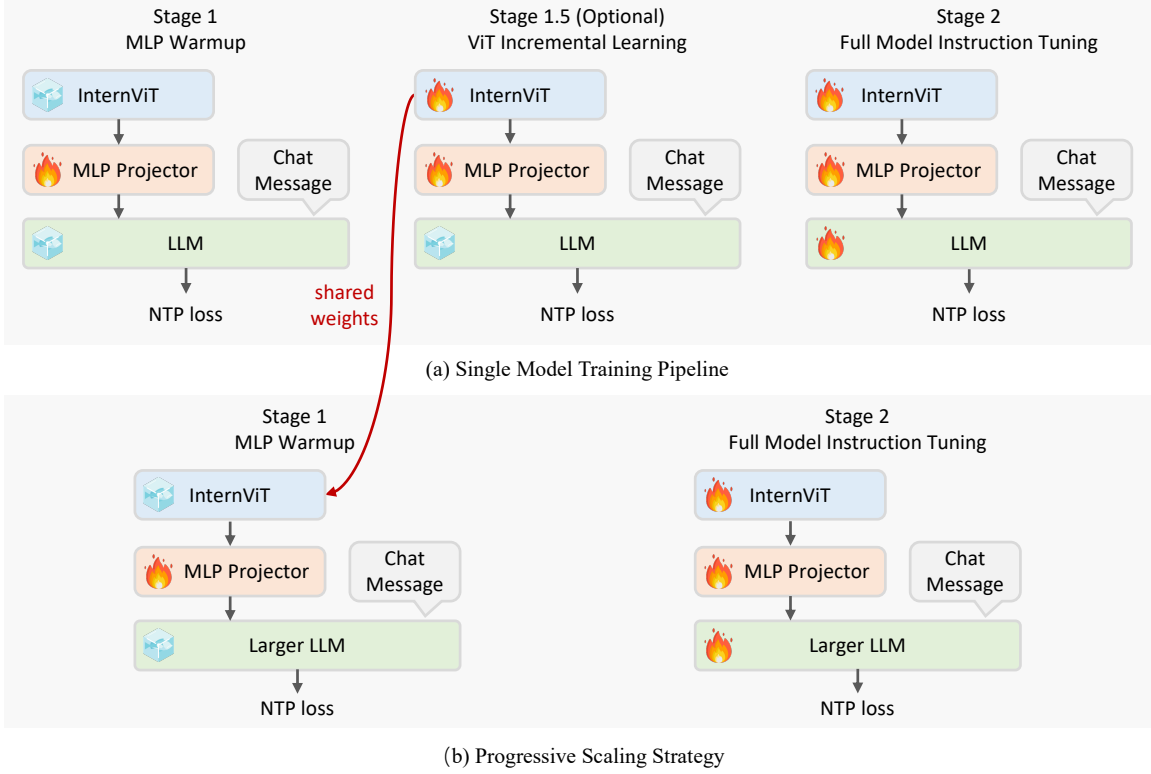 Stage 1
MLP Warmup
InternViT
MLP Projector
Chat
Message
LLM
NTP loss
Stage 1.5 (Optional)
ViT Incremental Learning
InternViT
MLP Projector
Chat
Message
LLM
NTP loss
Stage 2
Full Model Instruction Tuning
InternViT
MLP Projector
Chat
Message
LLM
NTP loss
shared
weights
(a) Single Model Training Pipeline
Stage 1
MLP Warmup
InternViT
MLP Projector
Chat
Message
Larger LLM
NTP loss
Stage 2
Full Model Instruction Tuning
InternViT
MLP Projector
Chat
Message
Larger LLM
NTP loss
(b) Progressive Scaling Strategy